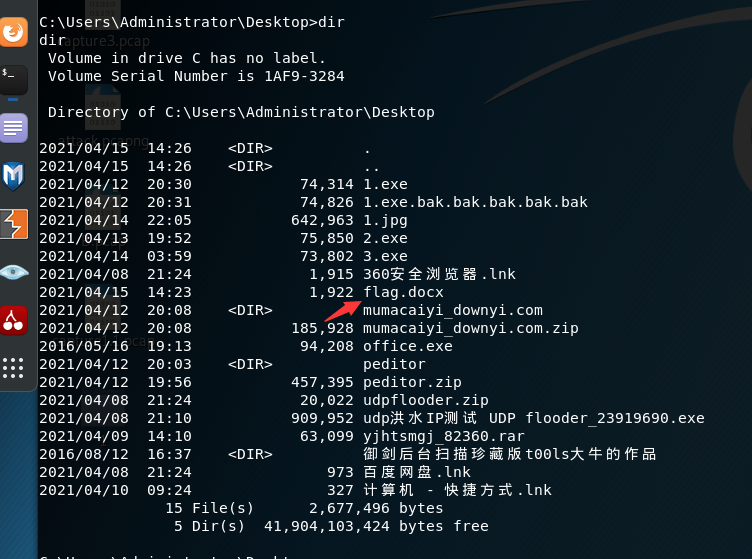 C:\Users\Administrator\Desktop>dir
dir
 Volume in drive C has no label.
 Volume Serial Number is 1AF9-3284
 Directory of C:\Users\Administrator\Desktop
2021/04/15  14:26    <DIR>          .
2021/04/15  14:26    <DIR>          ..
2021/04/12  20:30            74,314 1.exe
2021/04/12  20:31            74,826 1.exe.bak.bak.bak.bak.bak
2021/04/14  22:05           642,963 1.jpg
2021/04/13  19:52            75,850 2.exe
2021/04/14  03:59            73,802 3.exe
2021/04/08  21:24             1,915 360安全浏览器.lnk
2021/04/15  14:23             1,922 flag.docx
2021/04/12  20:08    <DIR>          mumacaiyi_downyi.com
2021/04/12  20:08           185,928 mumacaiyi_downyi.com.zip
2016/05/16  19:13            94,208 office.exe
2021/04/12  20:03    <DIR>          peditor
2021/04/12  19:56           457,395 peditor.zip
2021/04/08  21:24            20,022 udpflooder.zip
2021/04/08  21:10           909,952 udp洪水IP测试 UDP flooder_23919690.exe
2021/04/09  14:10            63,099 yjhtsmgj_82360.rar
2016/08/12  16:37    <DIR>          御剑后台扫描珍藏版t00ls大牛的作品
2021/04/08  21:24               973 百度网盘.lnk
2021/04/10  09:24               327 计算机 - 快捷方式.lnk
              15 File(s)      2,677,496 bytes
               5 Dir(s)  41,904,103,424 bytes free